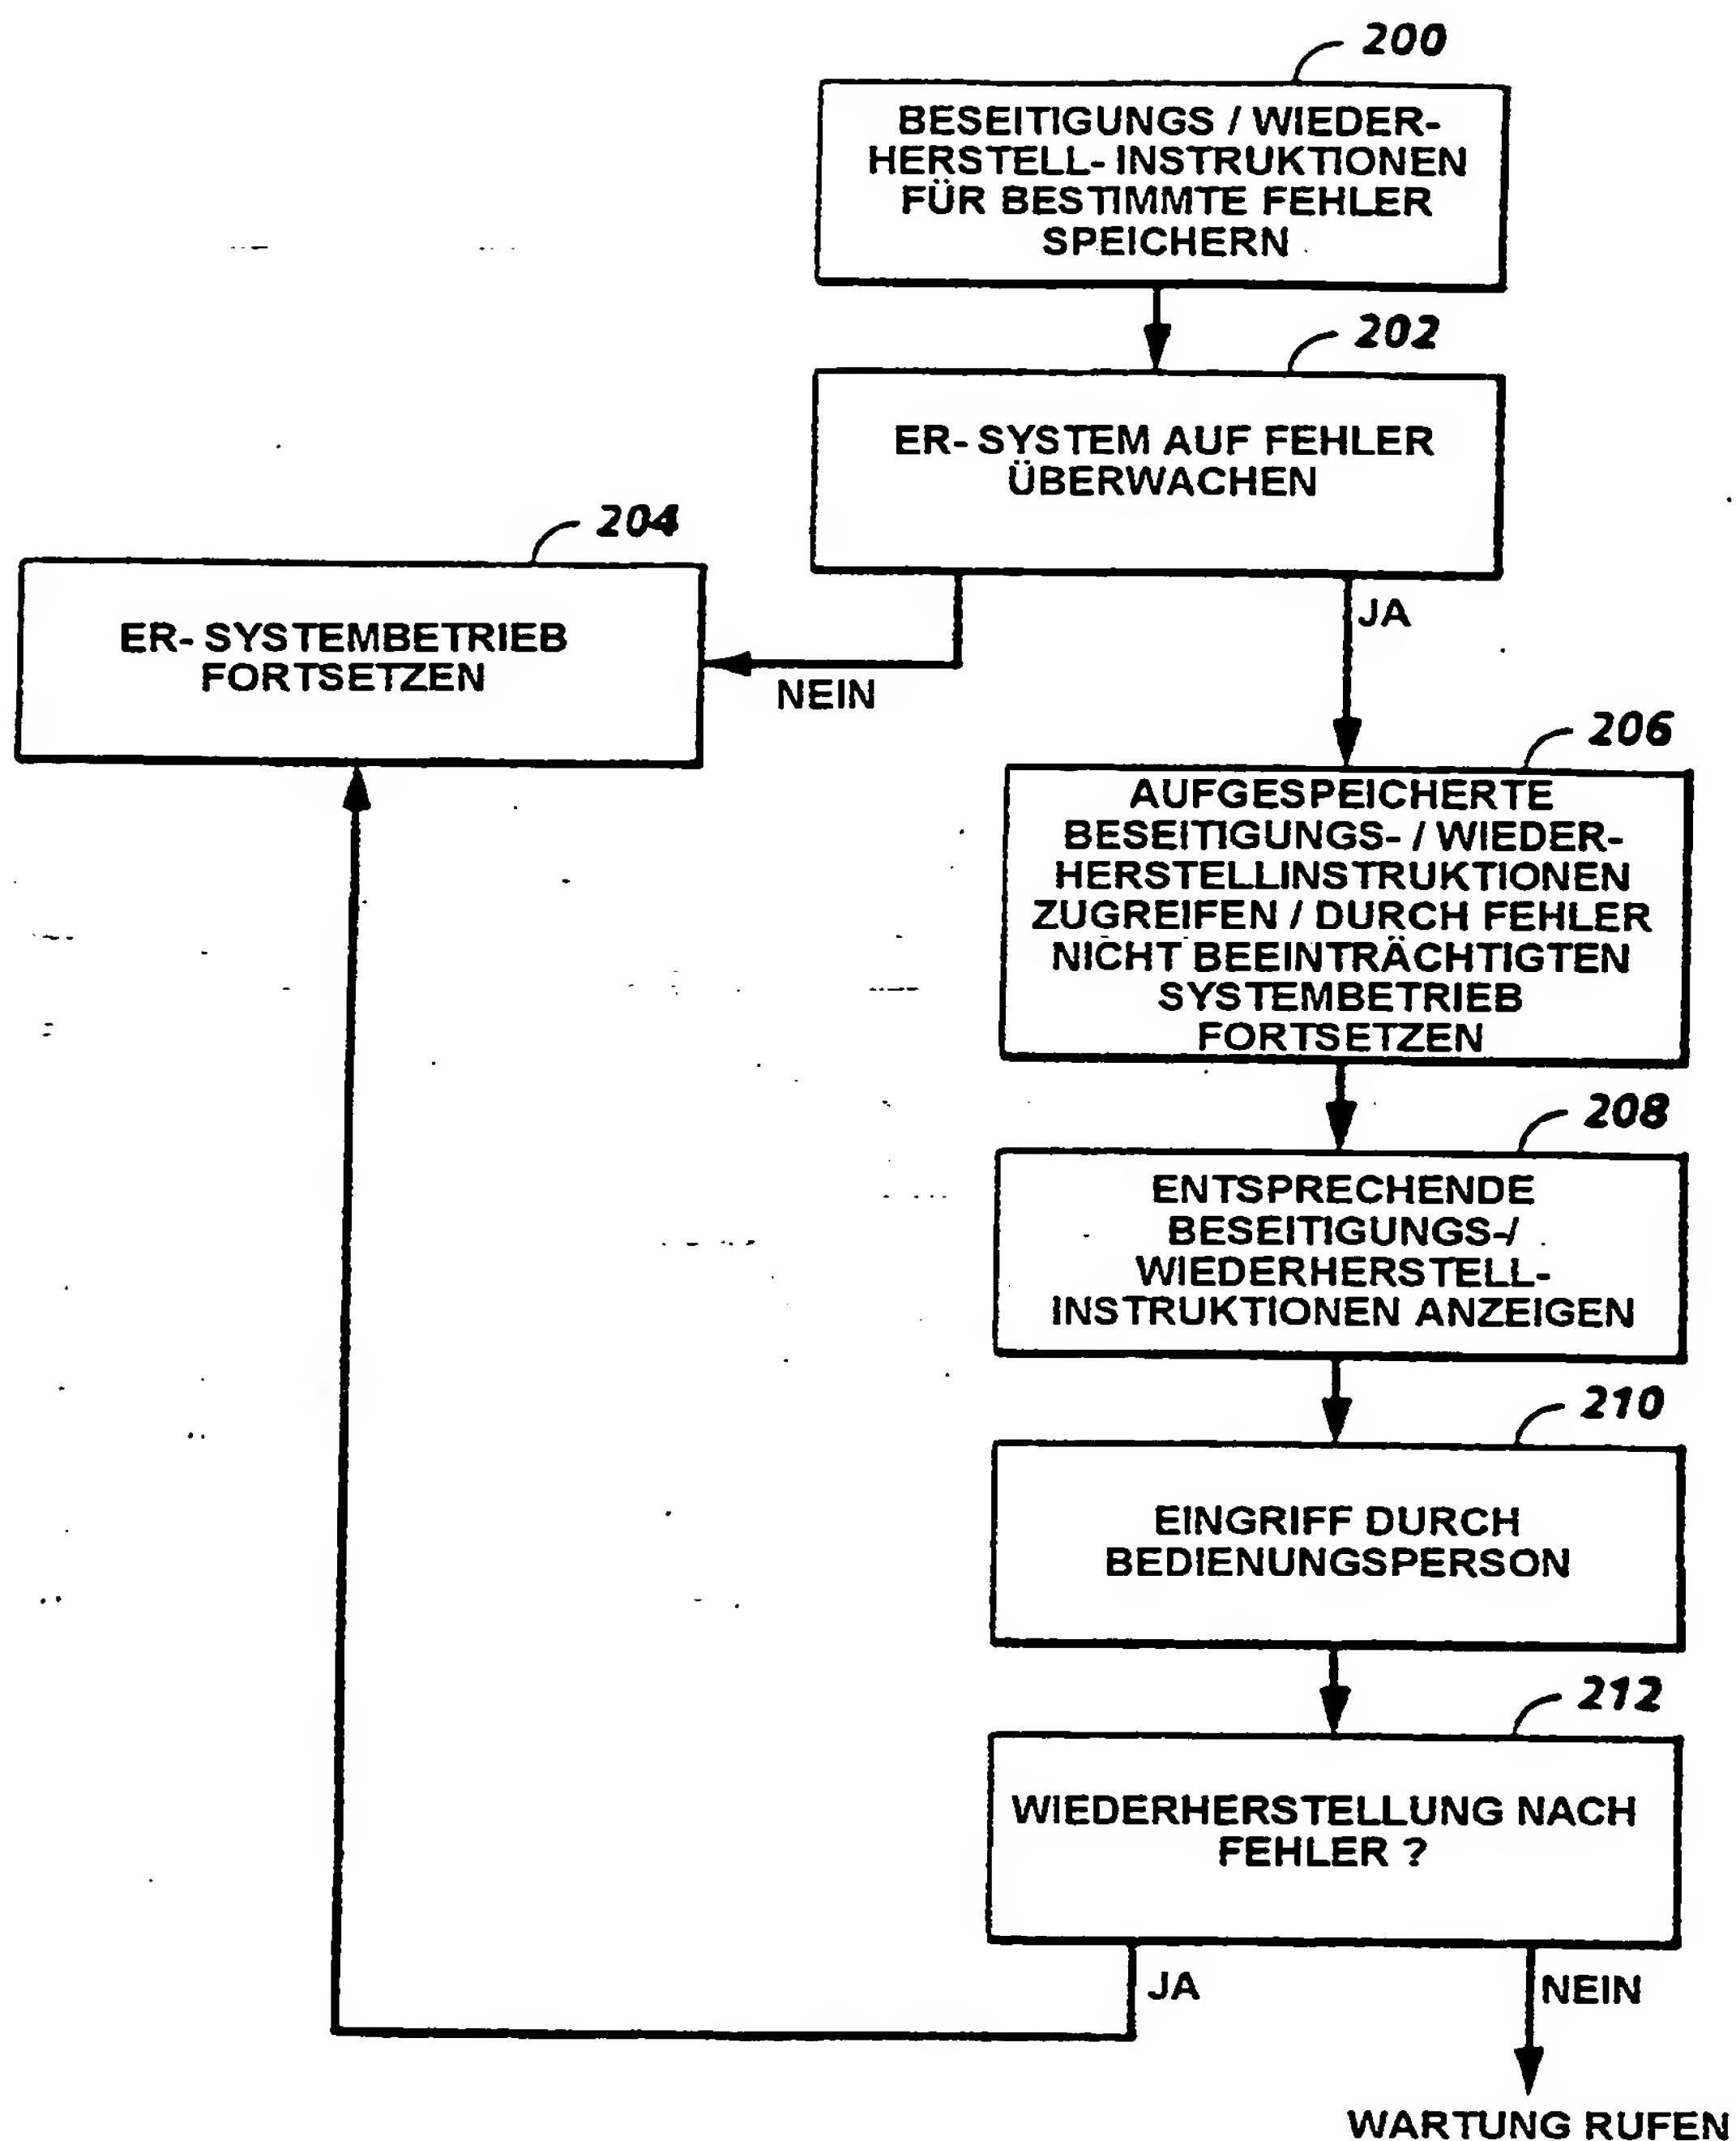 200
BESEITIGUNGS / WIEDER-
HERSTELL- INSTRUKTIONEN
FÜR BESTIMMTE FEHLER
SPEICHERN
202
ER- SYSTEM AUF FEHLER
ÜBERWACHEN
204
ER- SYSTEMBETRIEB
FORTSETZEN
NEIN
JA
206
AUFGESPEICHERTE
BESEITIGUNGS- / WIEDER-
HERSTELLINSTRUKTIONEN
ZUGREIFEN / DURCH FEHLER
NICHT BEEINTRÄCHTIGTEN
SYSTEMBETRIEB
FORTSETZEN
208
ENTSPRECHENDE
BESEITIGUNGS-/
WIEDERHERSTELL-
INSTRUKTIONEN ANZEIGEN
210
EINGRIFF DURCH
BEDIENUNGSPERSON
212
WIEDERHERSTELLUNG NACH
FEHLER ?
JA
NEIN
WARTUNG RUFEN